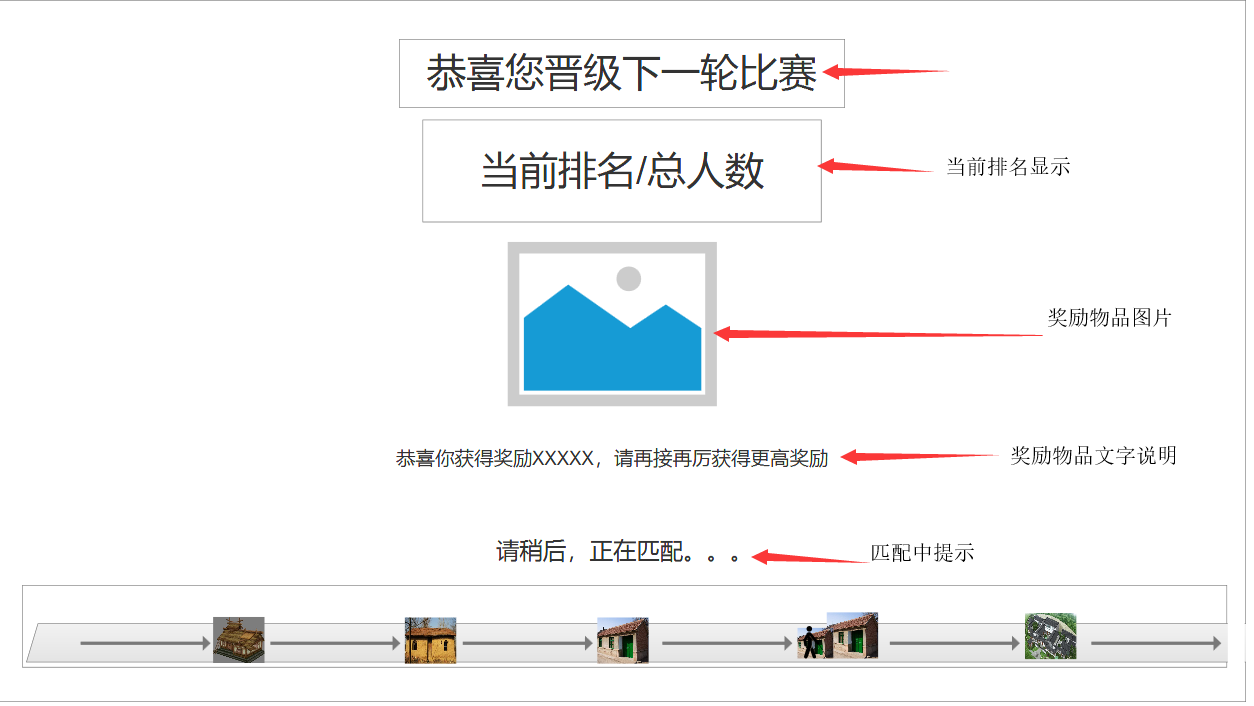 恭喜您晋级下一轮比赛
当前排名/总人数
当前排名显示
奖励物品图片
恭喜你获得奖励XXXXX，请再接再厉获得更高奖励
奖励物品文字说明
请稍后，正在匹配。。。
匹配中提示